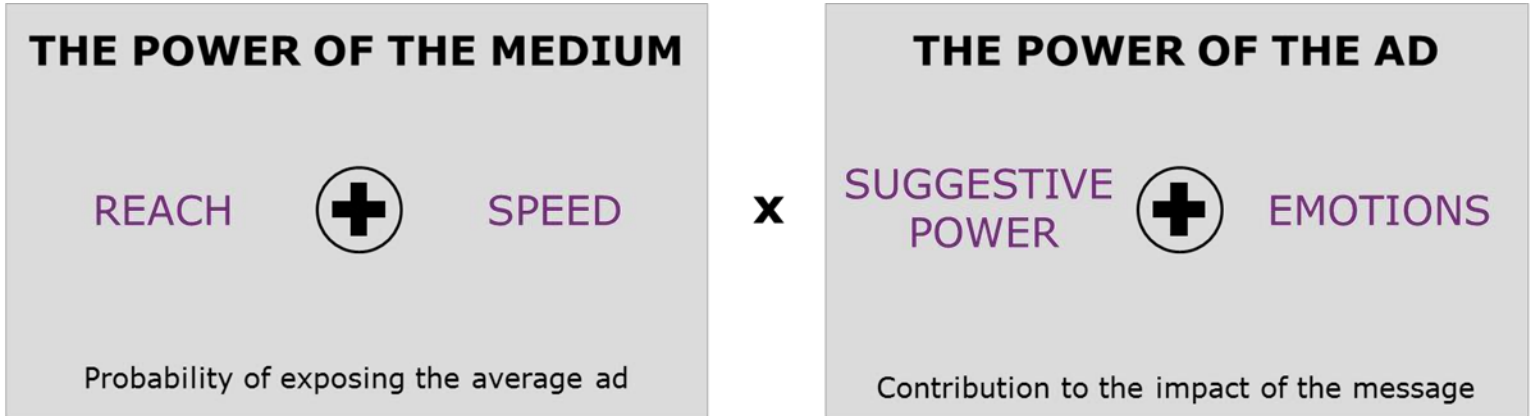 THE POWER OF THE MEDIUM
REACH + SPEED
Probability of exposing the average ad
x
THE POWER OF THE AD
SUGGESTIVE
POWER + EMOTIONS
Contribution to the impact of the message